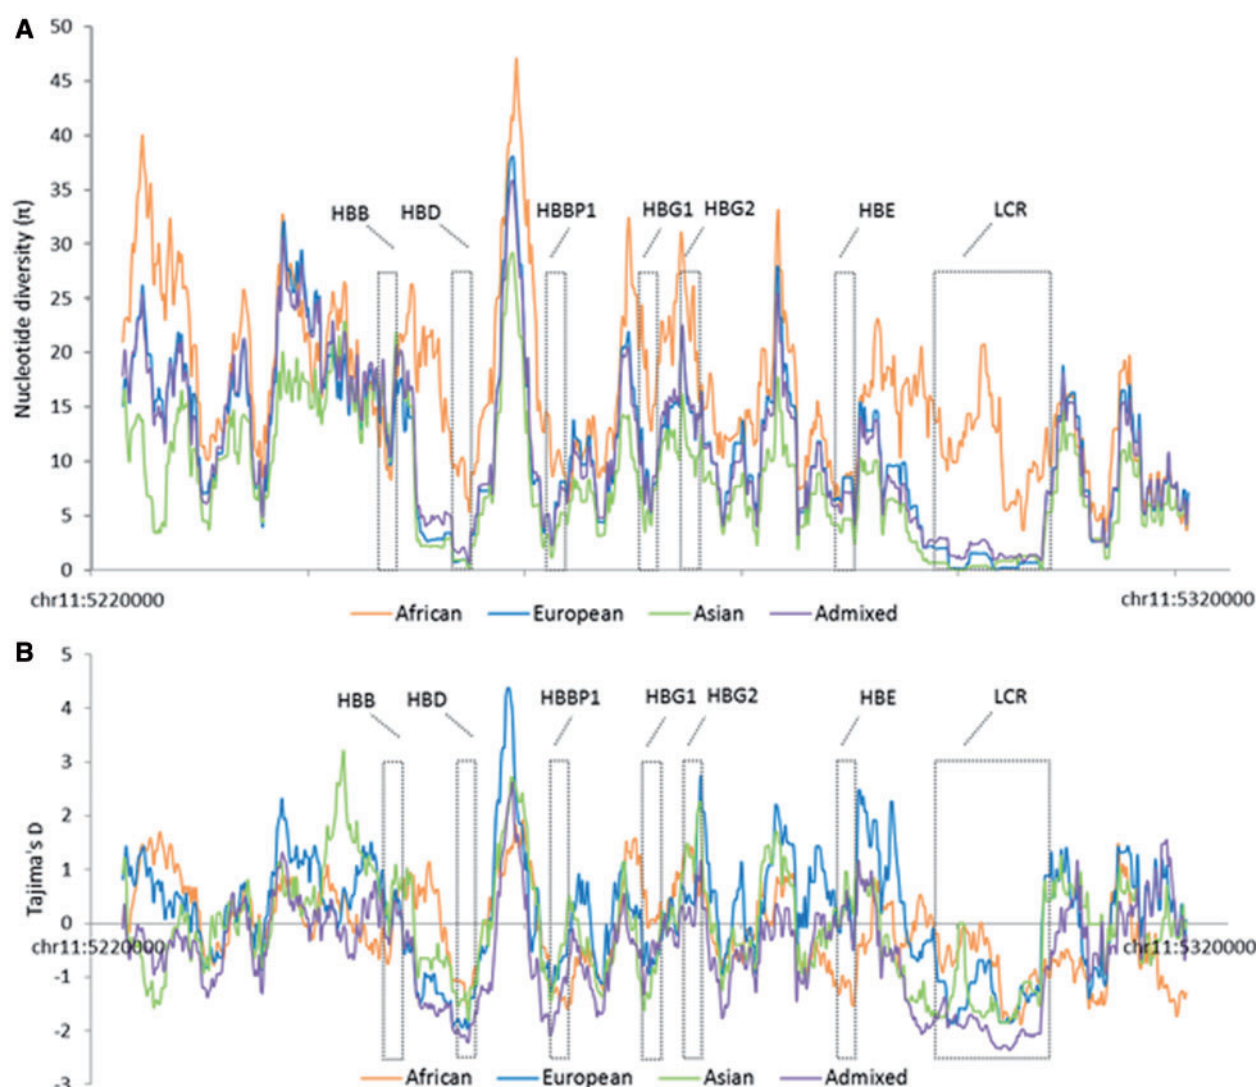 A
Nucleotide diversity (π)
50
45
40
35
30
25
20
15
10
5
0
HBB
HBD
HBBP1
HBG1
HBG2
HBE
LCR
chr11:5220000
chr11:5320000
African
European
Asian
Admixed
B
Tajima's D
5
4
3
2
1
0
-1
-2
-3
HBB
HBD
HBBP1
HBG1
HBG2
HBE
LCR
chr11:5220000
chr11:5320000
African
European
Asian
Admixed